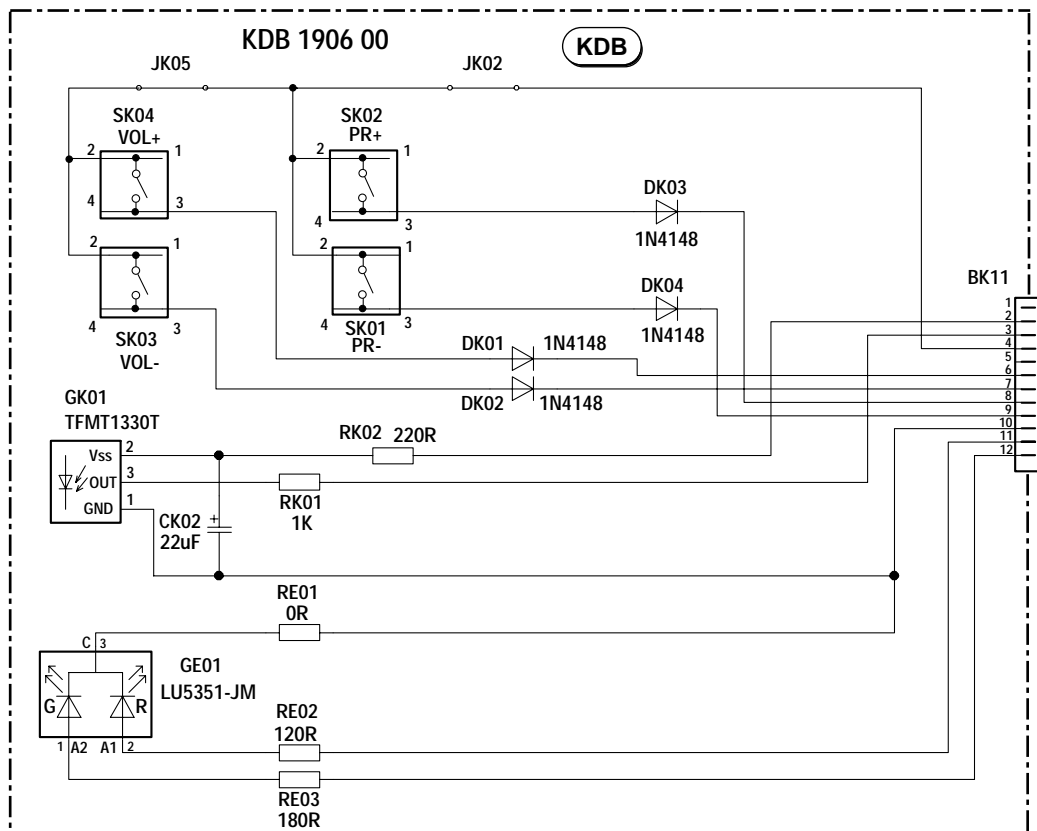 KDB 1906 00
KDB
JK05
JK02
SK04
VOL+
SK02
PR+
2
1
2
1
4
3
4
3
DK03
1N4148
2
1
2
1
4
3
4
3
SK03
VOL-
SK01
PR-
DK04
1N4148
BK11
DK01
1N4148
DK02
1N4148
1
2
3
4
5
6
7
8
9
10
11
12
GK01
TFMT1330T
Vss
2
OUT
3
GND
1
RK02
220R
RK01
1K
CK02
+
22uF
RE01
0R
C
3
GE01
LU5351-JM
G
R
1
A2
A1
2
RE02
120R
RE03
180R